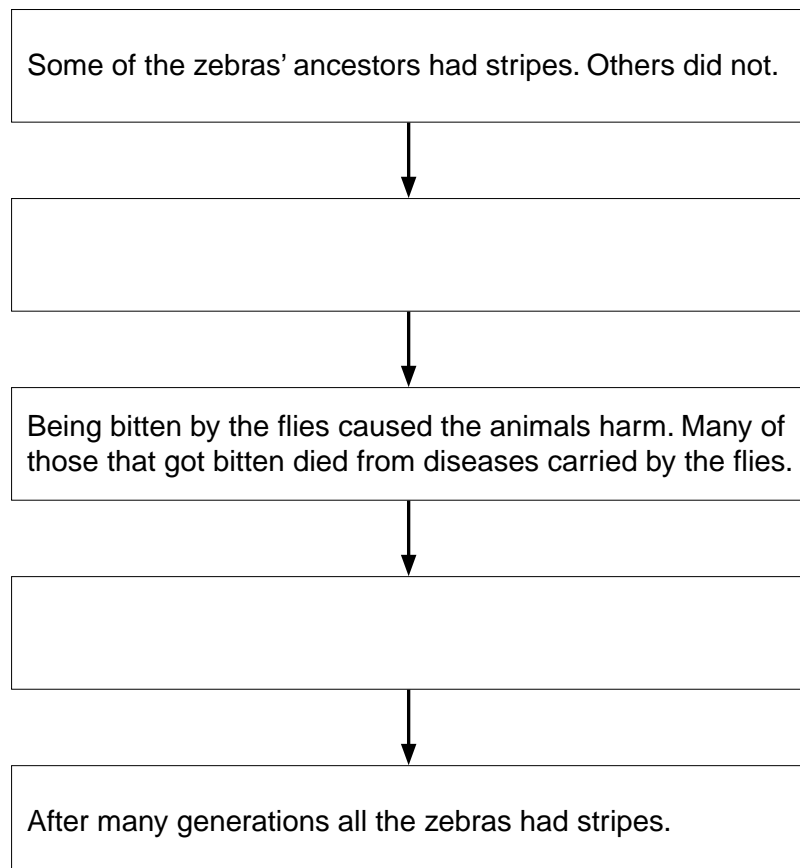 Some of the zebras’ ancestors had stripes. Others did not.
Being bitten by the flies caused the animals harm. Many of
those that got bitten died from diseases carried by the flies.
After many generations all the zebras had stripes.